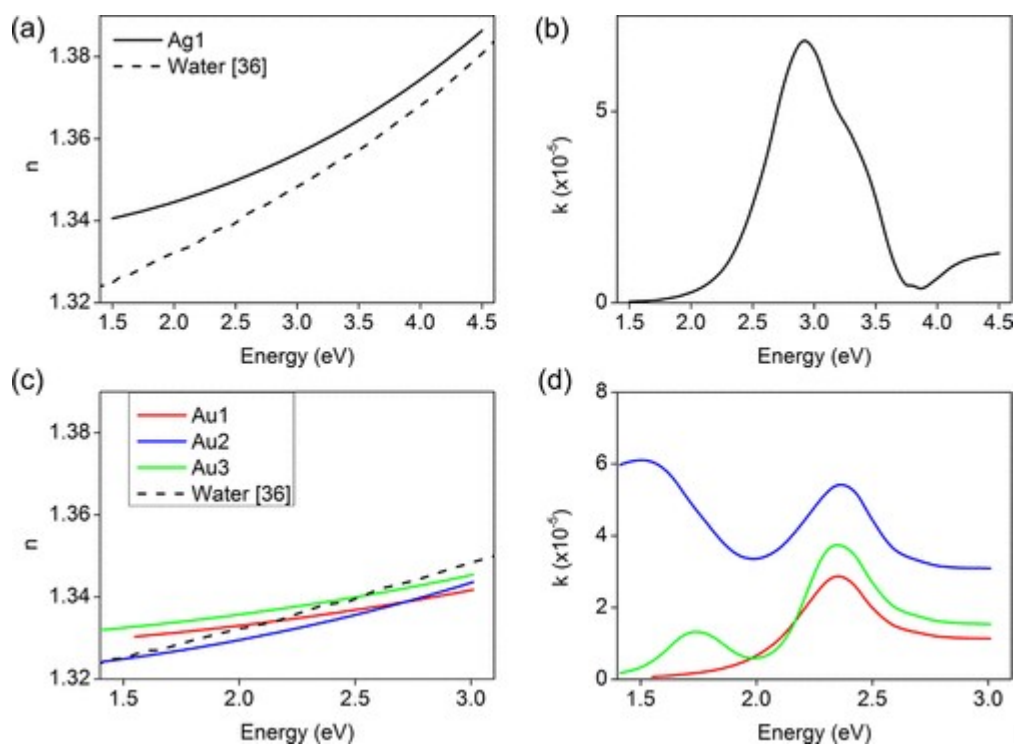 (a)
Ag1
Water [36]
n
1.38
1.36
1.34
1.32
1.5 2.0 2.5 3.0 3.5 4.0 4.5
Energy (eV)
(b)
k (x10⁻⁵)
5
0
1.5 2.0 2.5 3.0 3.5 4.0 4.5
Energy (eV)
(c)
Au1
Au2
Au3
Water [36]
n
1.38
1.36
1.34
1.32
1.5 2.0 2.5 3.0
Energy (eV)
(d)
k (x10⁻⁵)
8
6
4
2
0
1.5 2.0 2.5 3.0
Energy (eV)